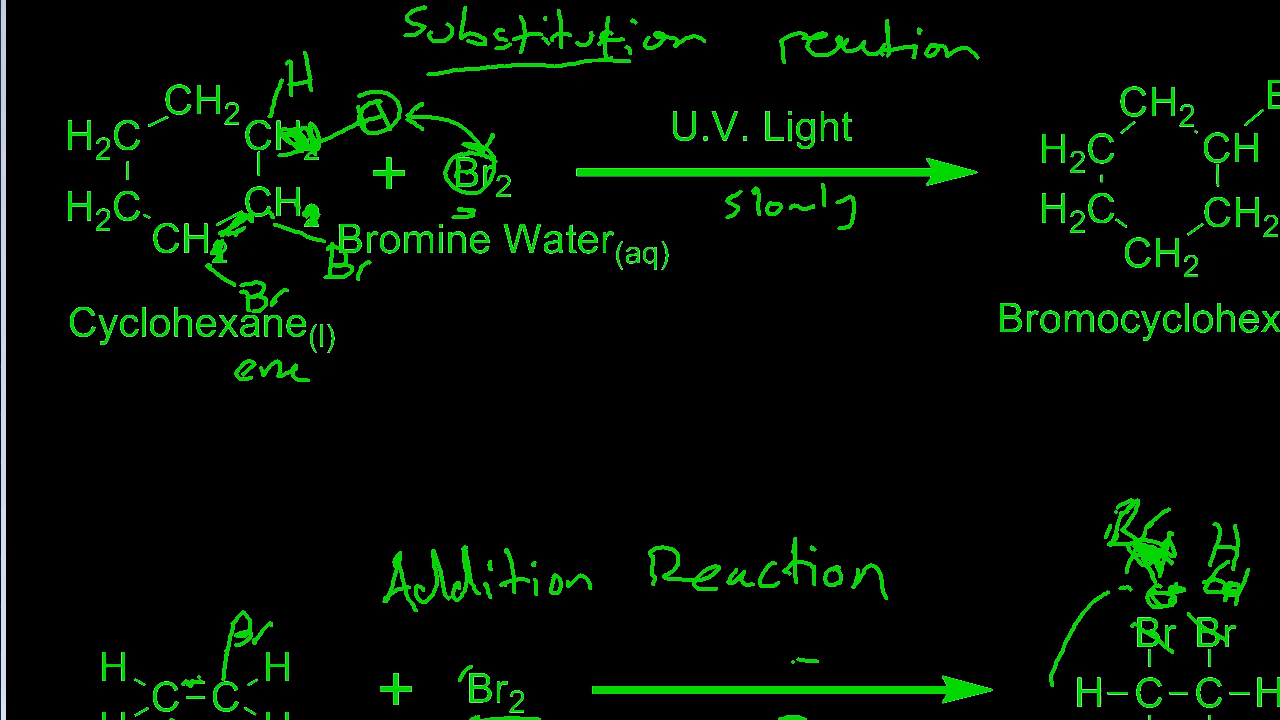 Substitution reaction
H
CH2 H
H2C CH2 + Br2 U.V. Light CH2
H2C CH
slowly
H2C CH2 H2C CH2
CH2 Br Bromine Water(aq) CH2
Br
Cyclohexane(l) Bromocyclohex
ene
Br H
Addition Reaction
Br Br Br
H H
C=C + Br2 H-C-C-H